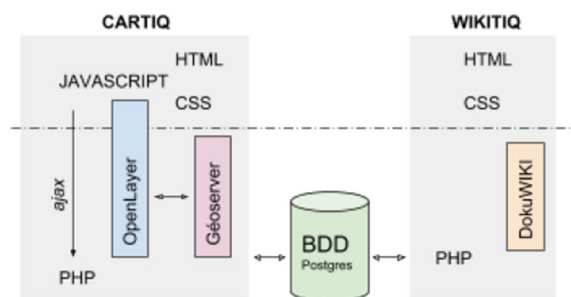 CARTIQ
WIKITIQ
HTML
JAVASCRIPT
CSS
ajax
OpenLayer
Géoserver
PHP
BDD
Postgres
HTML
CSS
DokuWIKI
PHP